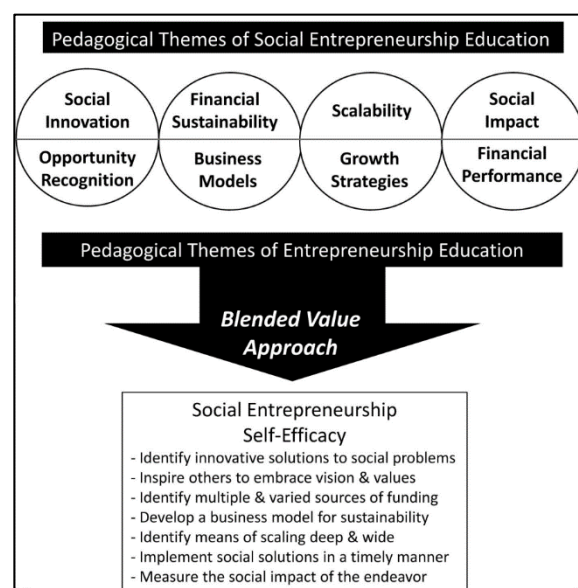 Pedagogical Themes of Social Entrepreneurship Education
Social
Innovation
Opportunity
Recognition
Financial
Sustainability
Business
Models
Scalability
Growth
Strategies
Social
Impact
Financial
Performance
Pedagogical Themes of Entrepreneurship Education
Blended Value
Approach
Social Entrepreneurship
Self-Efficacy
- Identify innovative solutions to social problems
- Inspire others to embrace vision & values
- Identify multiple & varied sources of funding
- Develop a business model for sustainability
- Identify means of scaling deep & wide
- Implement social solutions in a timely manner
- Measure the social impact of the endeavor